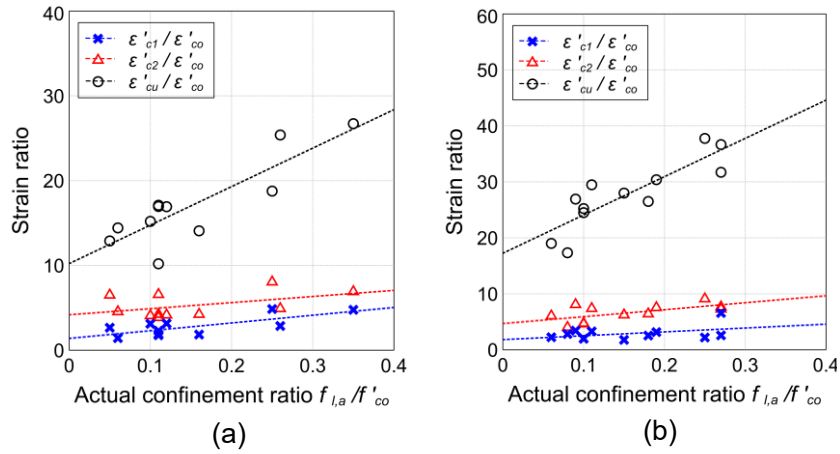 40
30
20
10
0
0
0.1
0.2
0.3
0.4
Strain ratio
Actual confinement ratio f l,a /f 'co
ε 'c1 / ε 'co
ε 'c2 / ε 'co
ε 'cu / ε 'co
(a)
60
50
40
30
20
10
0
0
0.1
0.2
0.3
0.4
Strain ratio
Actual confinement ratio f l,a /f 'co
ε 'c1 / ε 'co
ε 'c2 / ε 'co
ε 'cu / ε 'co
(b)